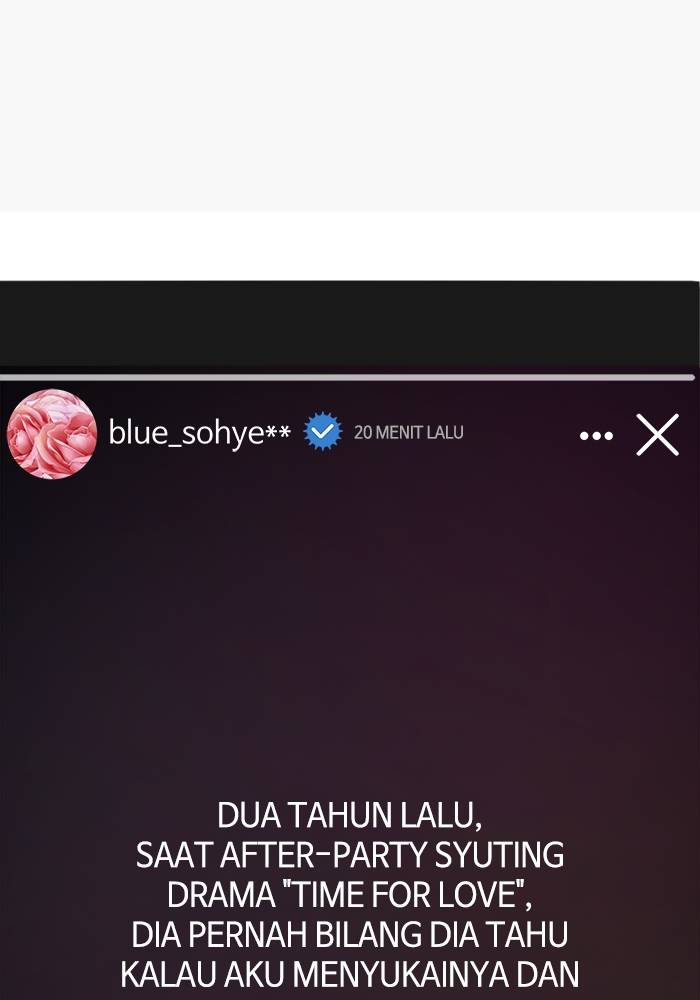 blue_sohye** 20 MENIT LALU
DUA TAHUN LALU,
SAAT AFTER-PARTY SYUTING
DRAMA "TIME FOR LOVE",
DIA PERNAH BILANG DIA TAHU
KALAU AKU MENYUKAINYA DAN